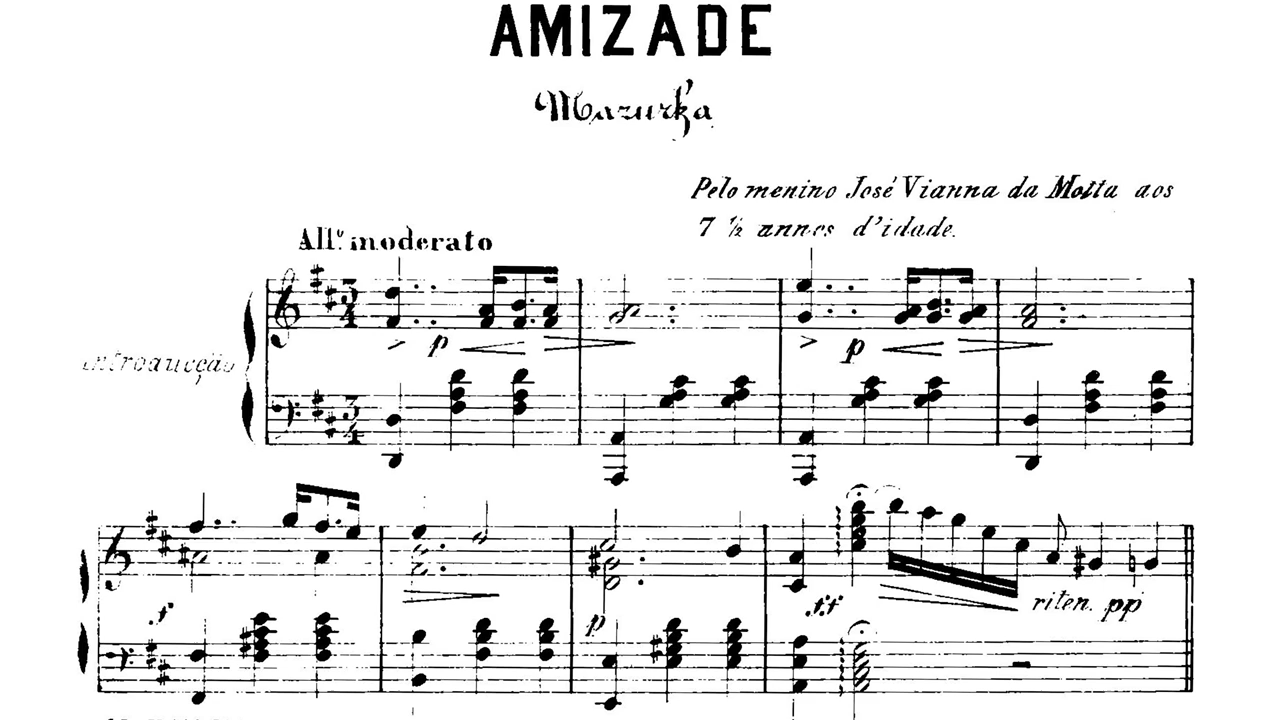 AMIZADE
Mazurka
Pelo menino José Vianna da Motta aos
7 ½ annos d'idade.
All.º moderato
p
p
Introducção
f
p
ff
riten. pp